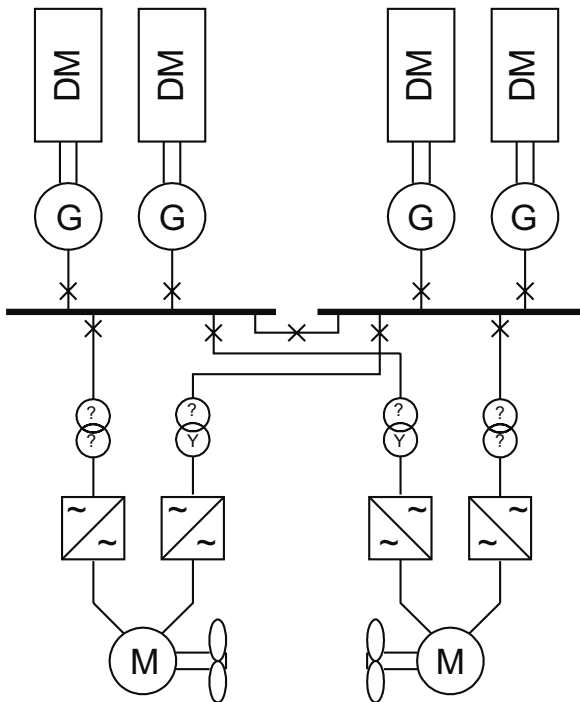 DM DM DM DM
G G G G
? ? ? ?
? Y Y ?
~ ~ ~ ~
~ ~ ~ ~
M M